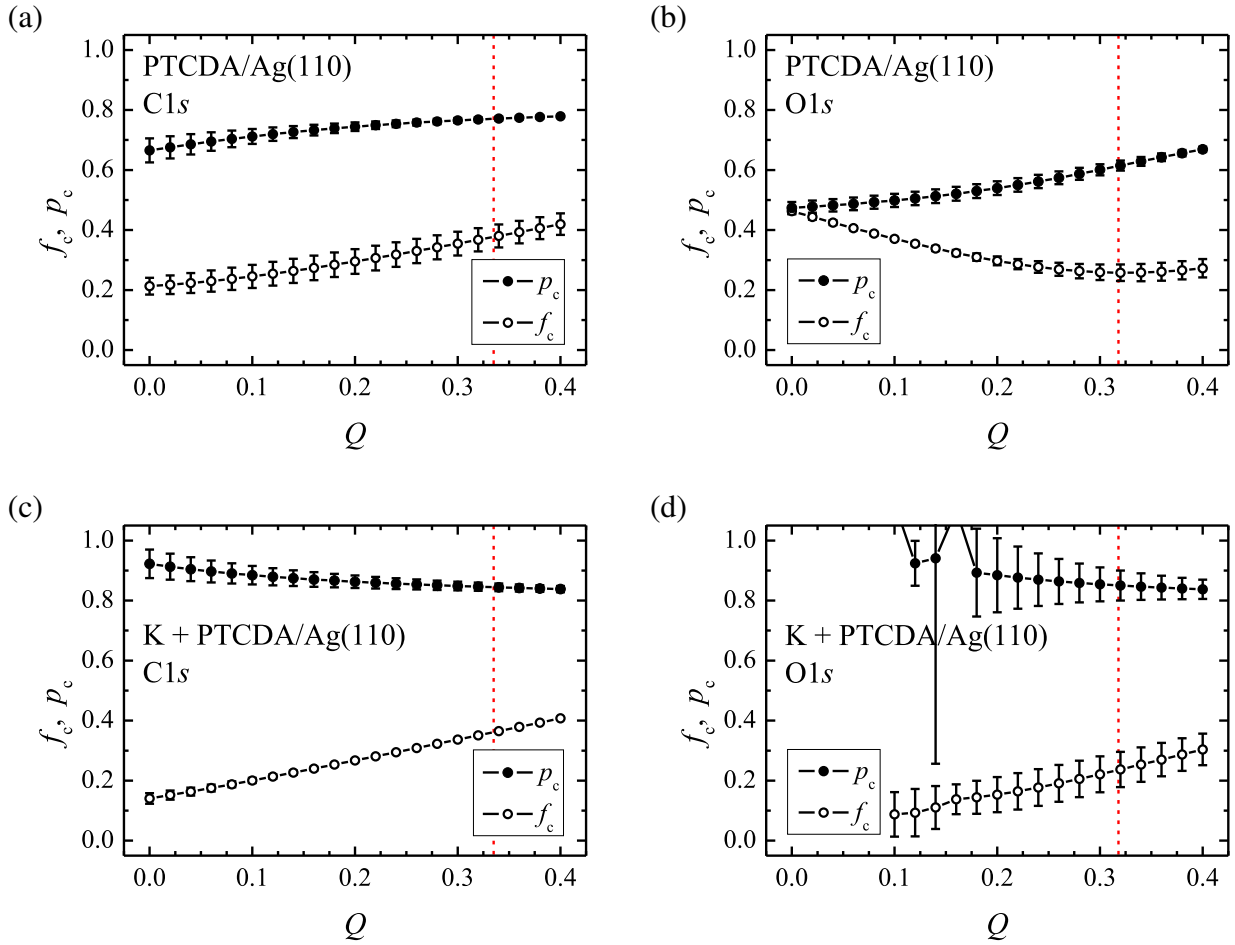 (a)
1.0
0.8
0.6
0.4
0.2
0.0
f_c, p_c
PTCDA/Ag(110)
C1s
p_c
f_c
0.0 0.1 0.2 0.3 0.4
Q
(b)
1.0
0.8
0.6
0.4
0.2
0.0
f_c, p_c
PTCDA/Ag(110)
O1s
p_c
f_c
0.0 0.1 0.2 0.3 0.4
Q
(c)
1.0
0.8
0.6
0.4
0.2
0.0
f_c, p_c
K + PTCDA/Ag(110)
C1s
p_c
f_c
0.0 0.1 0.2 0.3 0.4
Q
(d)
1.0
0.8
0.6
0.4
0.2
0.0
f_c, p_c
K + PTCDA/Ag(110)
O1s
p_c
f_c
0.0 0.1 0.2 0.3 0.4
Q